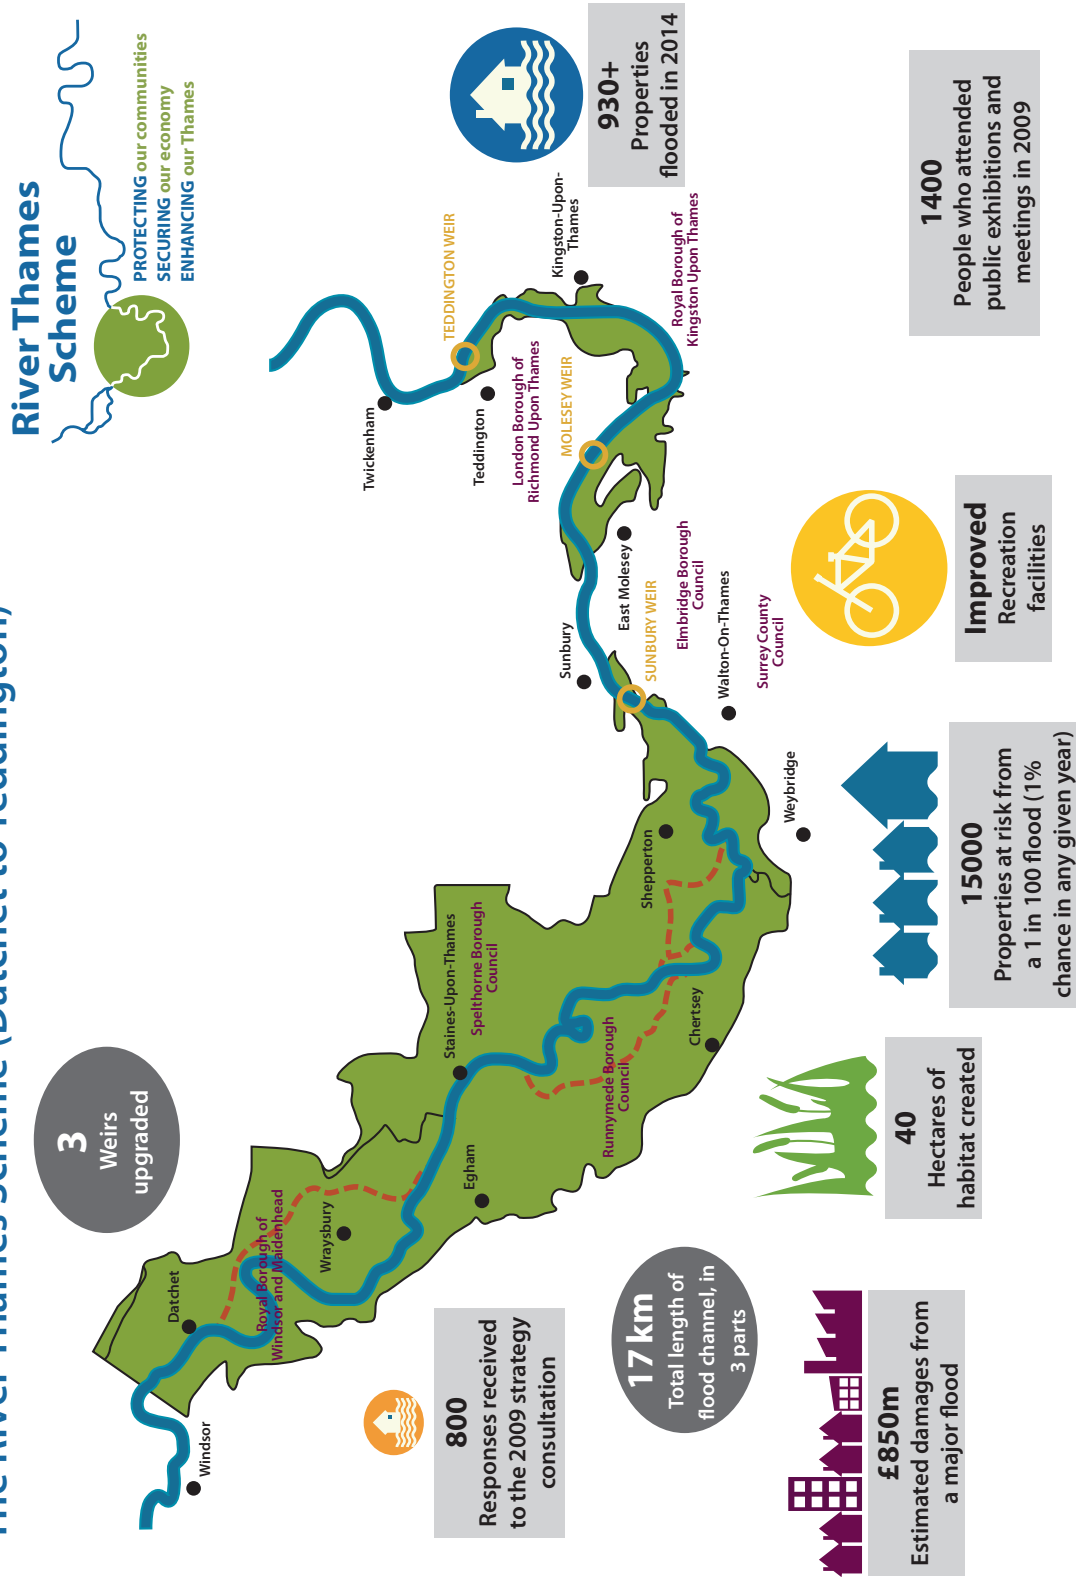 The River Thames Scheme (Datchet to Teddington)
River Thames
Scheme
PROTECTING our communities
SECURING our economy
ENHANCING our Thames
3
Weirs
upgraded
Windsor
Datchet
Royal Borough of
Windsor and Maidenhead
Wraysbury
Egham
Staines-Upon-Thames
Spelthorne Borough
Council
Runnymede Borough
Council
Chertsey
Shepperton
Weybridge
Walton-On-Thames
Surrey County
Council
Sunbury
SUNBURY WEIR
Elmbridge Borough
Council
East Molesey
MOLESEY WEIR
London Borough of
Richmond Upon Thames
Teddington
Twickenham
TEDDINGTON WEIR
Kingston-Upon-
Thames
Royal Borough of
Kingston Upon Thames
930+
Properties
flooded in 2014
800
Responses received
to the 2009 strategy
consultation
17 km
Total length of
flood channel, in
3 parts
£850m
Estimated damages from
a major flood
40
Hectares of
habitat created
15000
Properties at risk from
a 1 in 100 flood (1%
chance in any given year)
Improved
Recreation
facilities
1400
People who attended
public exhibitions and
meetings in 2009